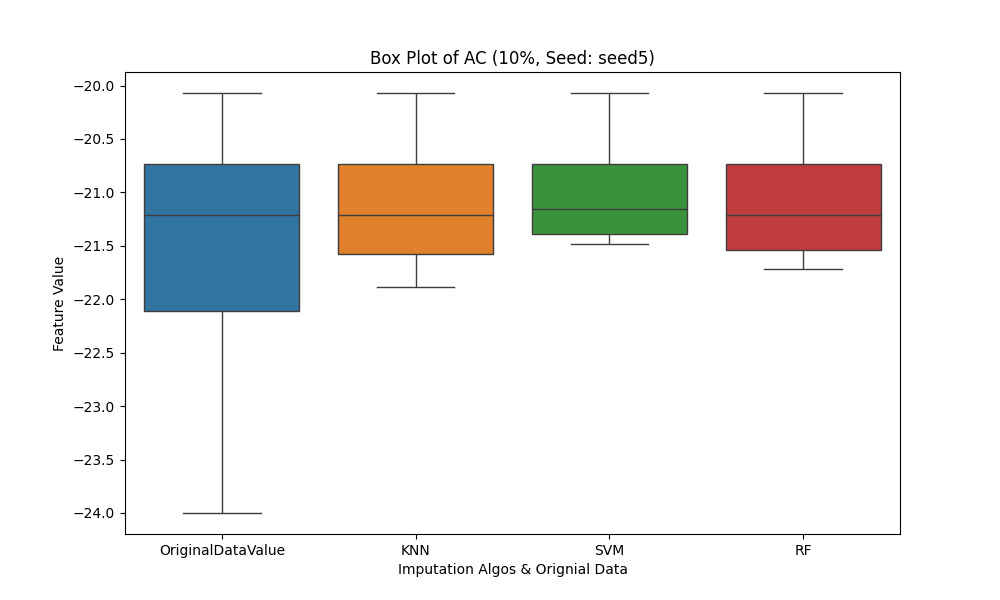 Box Plot of AC (10%, Seed: seed5)
Feature Value
−20.0
−20.5
−21.0
−21.5
−22.0
−22.5
−23.0
−23.5
−24.0
OriginalDataValue KNN SVM RF
Imputation Algos & Orignial Data